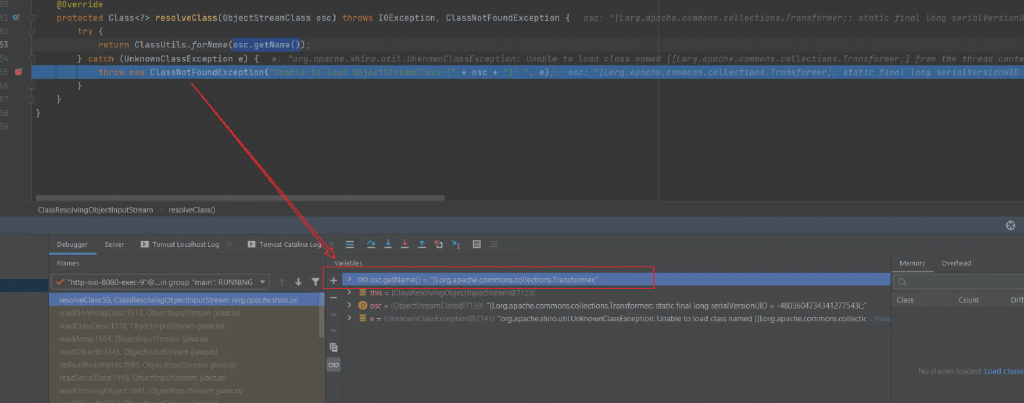 50
@Override
51
protected Class<?> resolveClass(ObjectStreamClass osc) throws IOException, ClassNotFoundException { osc: "[Lorg.apache.commons.collections.Transformer;: static final long serialVersionU
52
try {
53
return ClassUtils.forName(osc.getName());
54
} catch (UnknownClassException e) { e: "org.apache.shiro.util.UnknownClassException: Unable to load class named [[Lorg.apache.commons.collections.Transformer;] from the thread conte
55
throw new ClassNotFoundException("Unable to load ObjectStreamClass [" + osc + "]: ", e); osc: "[Lorg.apache.commons.collections.Transformer;: static final long serialVersionUID
56
}
57
}
58
}
59
ClassResolvingObjectInputStream › resolveClass()
Debugger Server Tomcat Localhost Log Tomcat Catalina Log
Frames
Variables
Memory Overhead
"http-nio-8080-exec-9"@...in group "main": RUNNING
osc.getName() = "[Lorg.apache.commons.collections.Transformer;"
Class Count Diff
resolveClass:55, ClassResolvingObjectInputStream (org.apache.shiro.io)
this = {ClassResolvingObjectInputStream@7125}
readNonProxyDesc:1613, ObjectInputStream (java.io)
osc = {ObjectStreamClass@7139} "[Lorg.apache.commons.collections.Transformer; static final long serialVersionUID = -4803604734341277543L;"
readClassDesc:1518, ObjectInputStream (java.io)
e = {UnknownClassException@7141} "org.apache.shiro.util.UnknownClassException: Unable to load class named [[Lorg.apache.commons.collectic... View
readArray:1664, ObjectInputStream (java.io)
readObject0:1345, ObjectInputStream (java.io)
defaultReadFields:1993, ObjectInputStream (java.io)
readSerialData:1918, ObjectInputStream (java.io)
readOrdinaryObject:1801, ObjectInputStream (java.io)
No classes loaded. Load classe